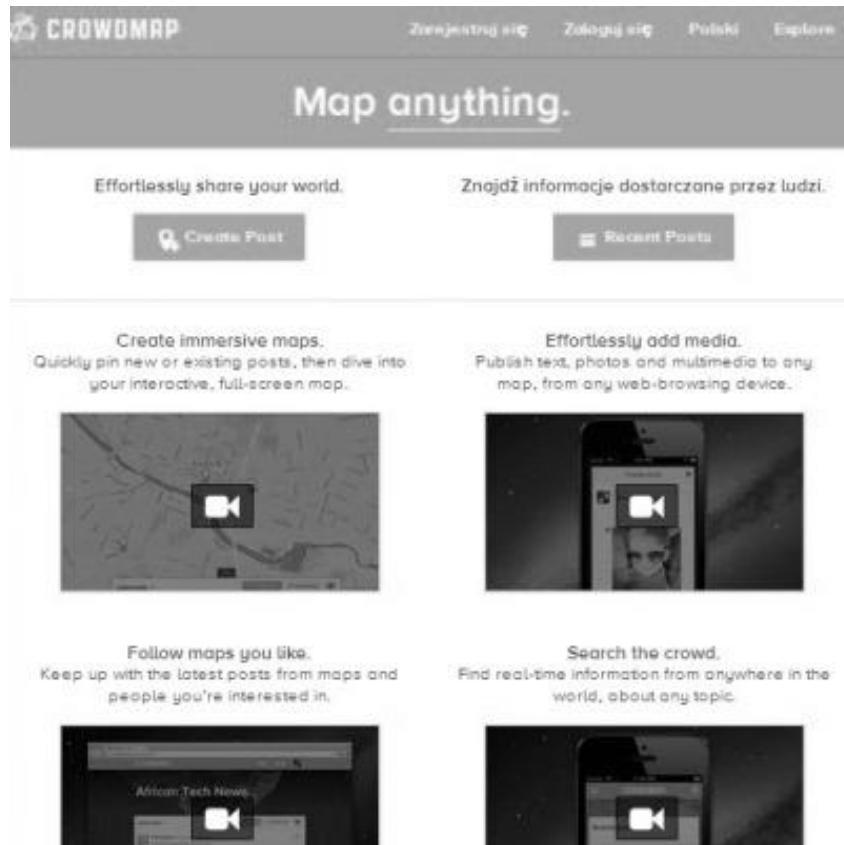 CROWDMAP
Zarejestruj się Zaloguj się Polski Explore
Map anything.
Effortlessly share your world.
Create Post
Znajdź informacje dostarczane przez ludzi.
Recent Posts
Create immersive maps.
Quickly pin new or existing posts, then dive into
your interactive, full-screen map.
Effortlessly add media.
Publish text, photos and multimedia to any
map, from any web-browsing device.
Follow maps you like.
Keep up with the latest posts from maps and
people you're interested in.
Search the crowd.
Find real-time information from anywhere in the
world, about any topic.
African Tech News